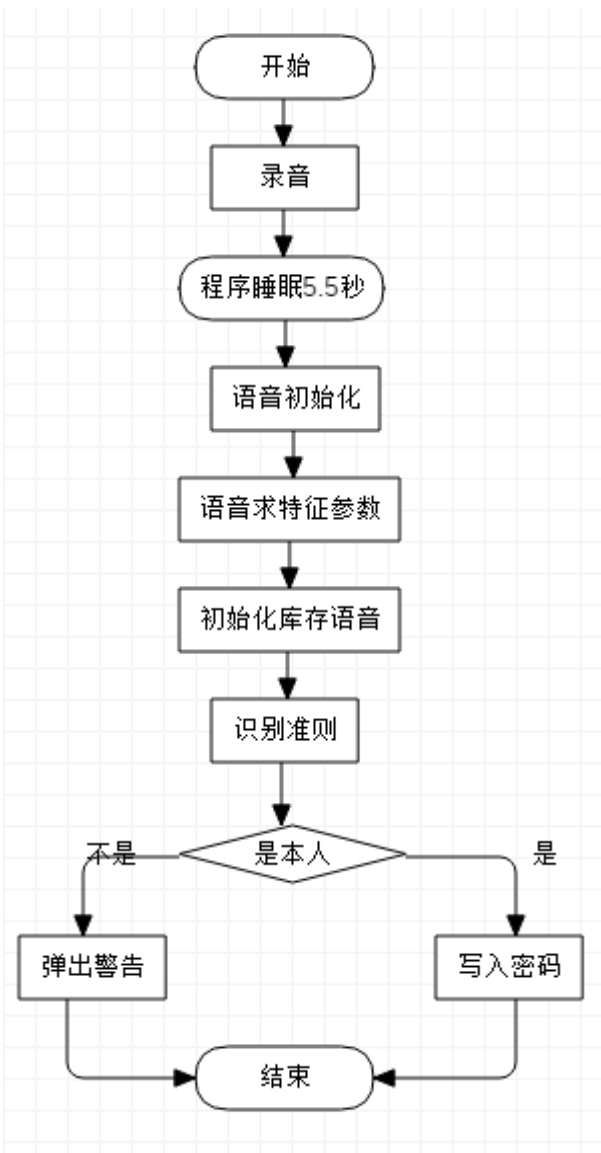 开始
录音
程序睡眠5.5秒
语音初始化
语音求特征参数
初始化库存语音
识别准则
不是
是本人
是
弹出警告
写入密码
结束